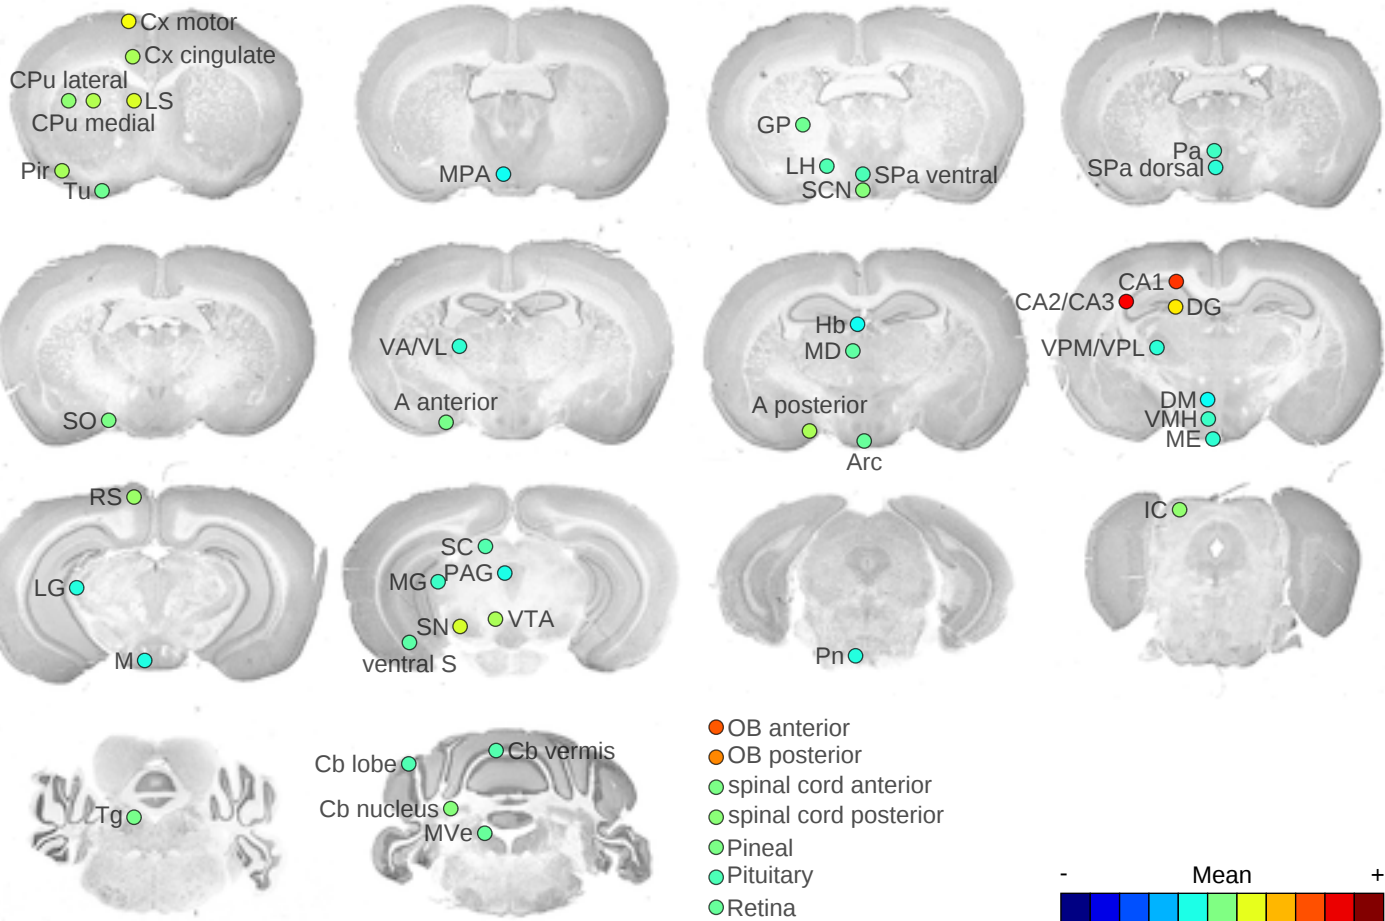 Cx motor
Cx cingulate
CPu lateral
LS
CPu medial
Pir
Tu
MPA
GP
LH
SPa ventral
SCN
Pa
SPa dorsal
SO
VA/VL
A anterior
Hb
MD
A posterior
Arc
CA1
CA2/CA3
DG
VPM/VPL
DM
VMH
ME
RS
LG
M
SC
MG
PAG
SN
VTA
ventral S
Pn
IC
Tg
Cb lobe
Cb vermis
Cb nucleus
MVe
OB anterior
OB posterior
spinal cord anterior
spinal cord posterior
Pineal
Pituitary
Retina
- Mean +